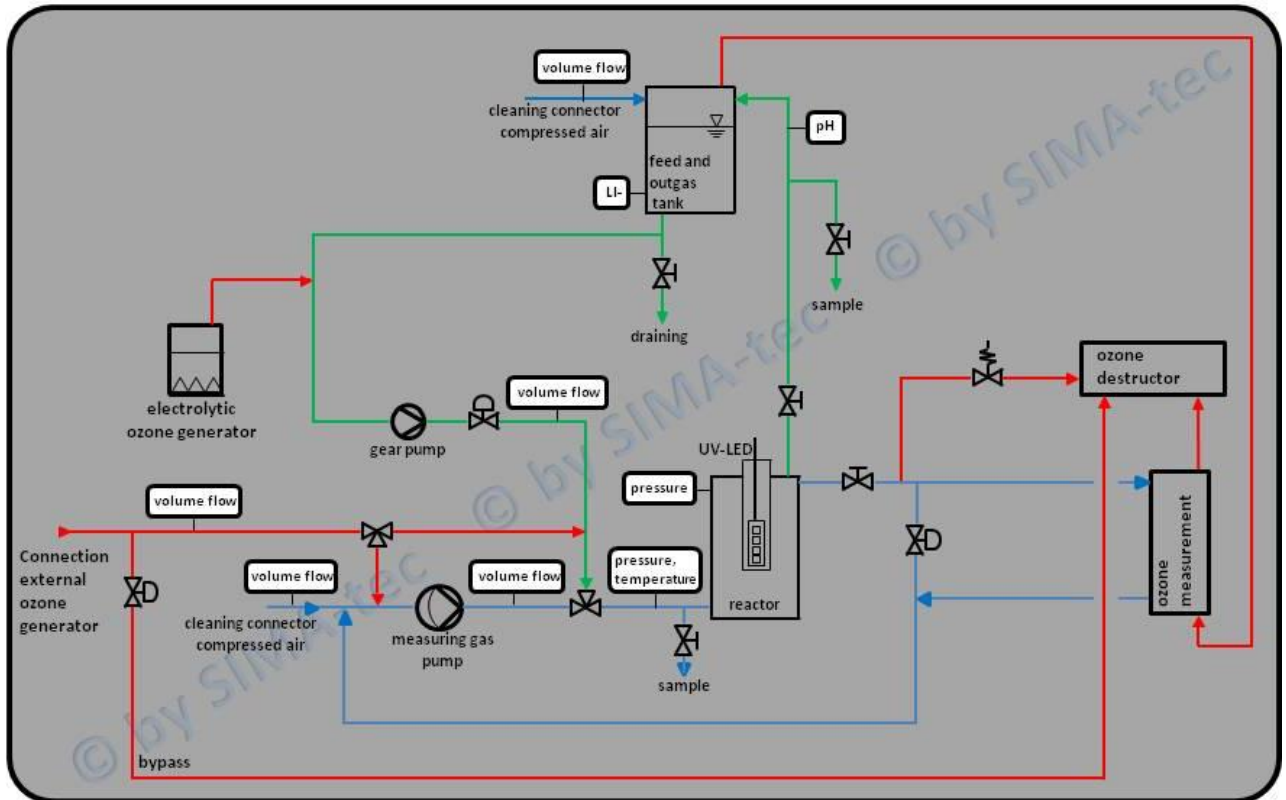 volume flow
cleaning connector
compressed air
pH
feed and
outgas
tank
LI-
© by SIMA-tec
sample
draining
electrolytic
ozone generator
volume flow
gear pump
ozone
destructor
© by SIMA-tec
UV-LED
pressure
volume flow
Connection
external
ozone
generator
volume flow
cleaning connector
compressed air
measuring gas
pump
volume flow
pressure,
temperature
reactor
sample
ozone
measurement
© by SIMA-tec
bypass